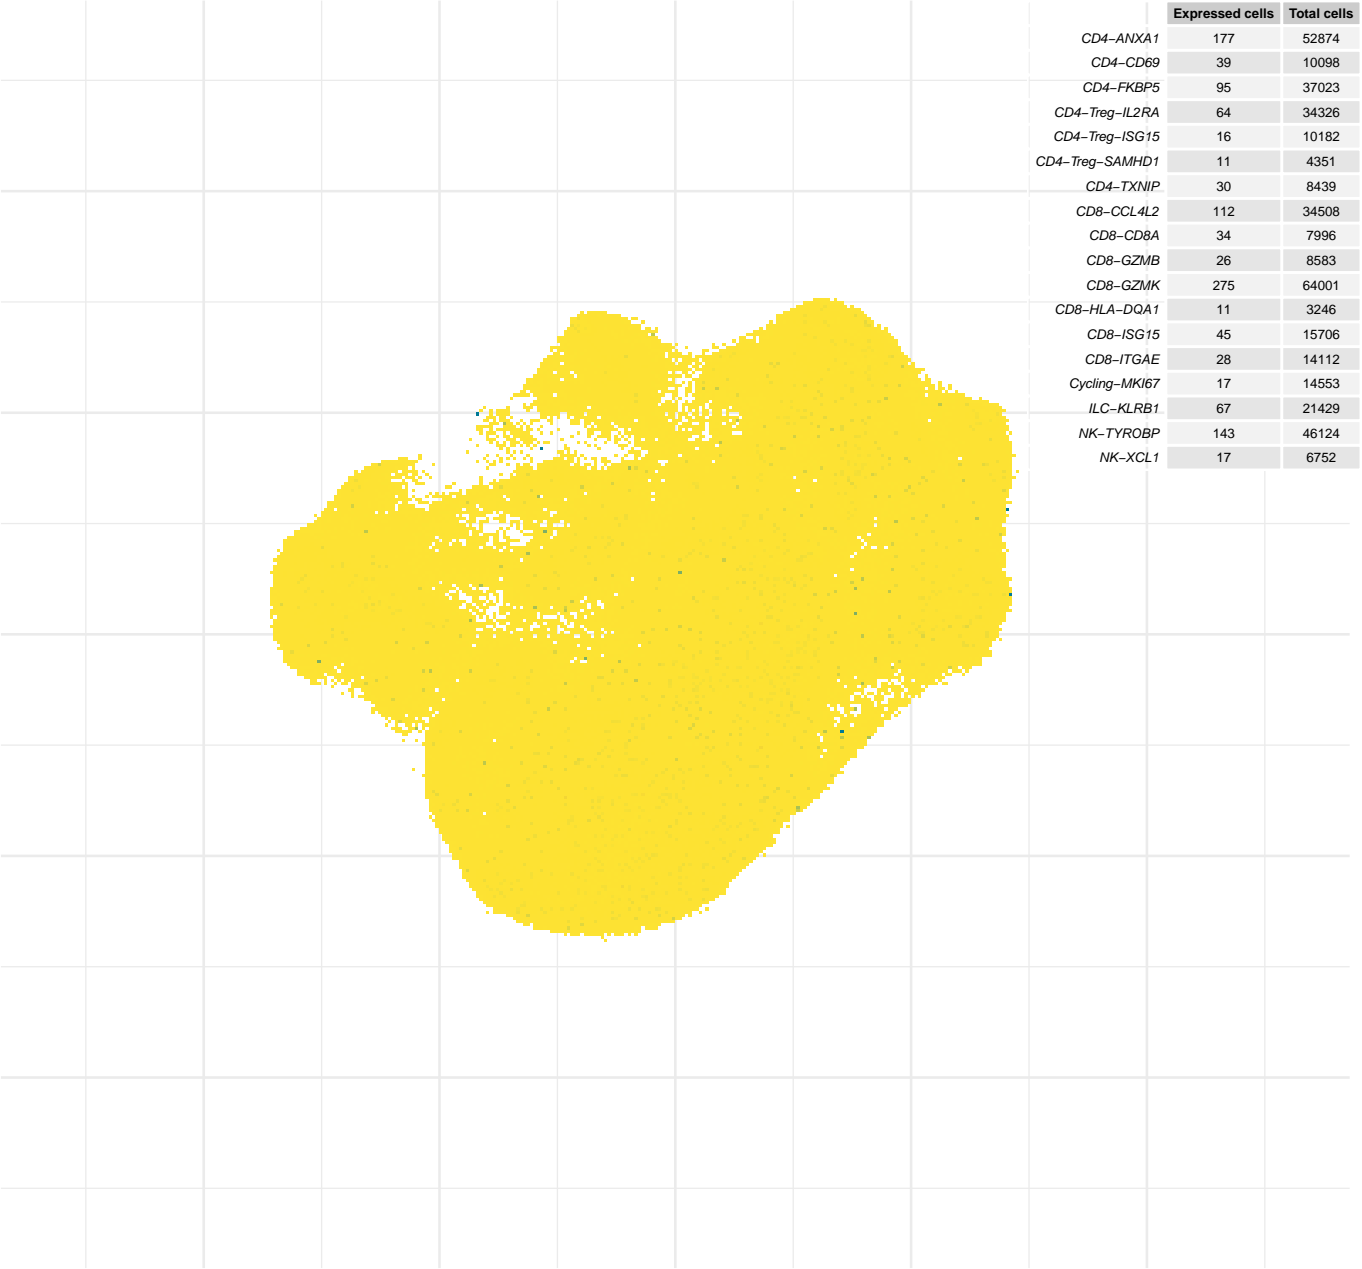 Expressed cells Total cells
CD4−ANXA1 177 52874
CD4−CD69 39 10098
CD4−FKBP5 95 37023
CD4−Treg−IL2RA 64 34326
CD4−Treg−ISG15 16 10182
CD4−Treg−SAMHD1 11 4351
CD4−TXNIP 30 8439
CD8−CCL4L2 112 34508
CD8−CD8A 34 7996
CD8−GZMB 26 8583
CD8−GZMK 275 64001
CD8−HLA−DQA1 11 3246
CD8−ISG15 45 15706
CD8−ITGAE 28 14112
Cycling−MKI67 17 14553
ILC−KLRB1 67 21429
NK−TYROBP 143 46124
NK−XCL1 17 6752